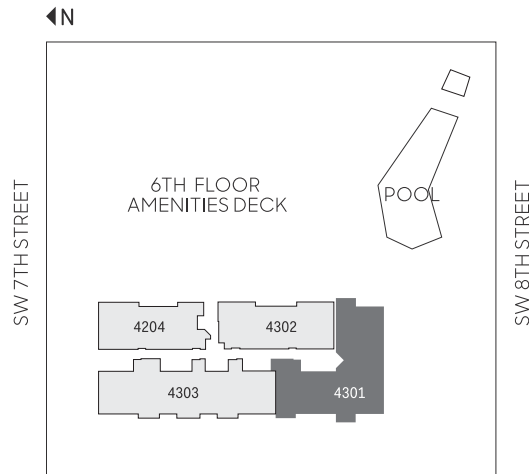 N
6TH FLOOR
AMENITIES DECK
POOL
SW 7TH STREET
SW 8TH STREET
4204
4302
4303
4301